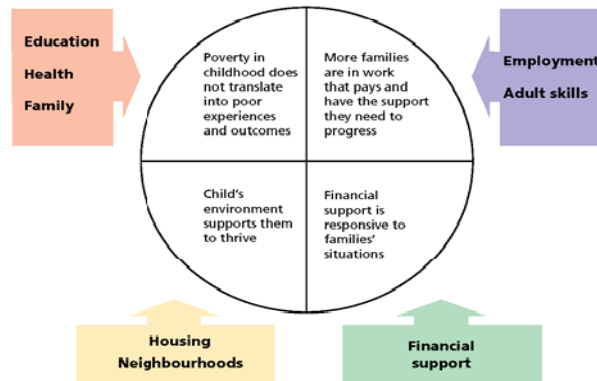 Education
Health
Family
Poverty in
childhood does
not translate
into poor
experiences
and outcomes
More families
are in work
that pays and
have the support
they need to
progress
Employment
Adult skills
Child's
environment
supports them
to thrive
Financial
support is
responsive to
families'
situations
Housing
Neighbourhoods
Financial
support